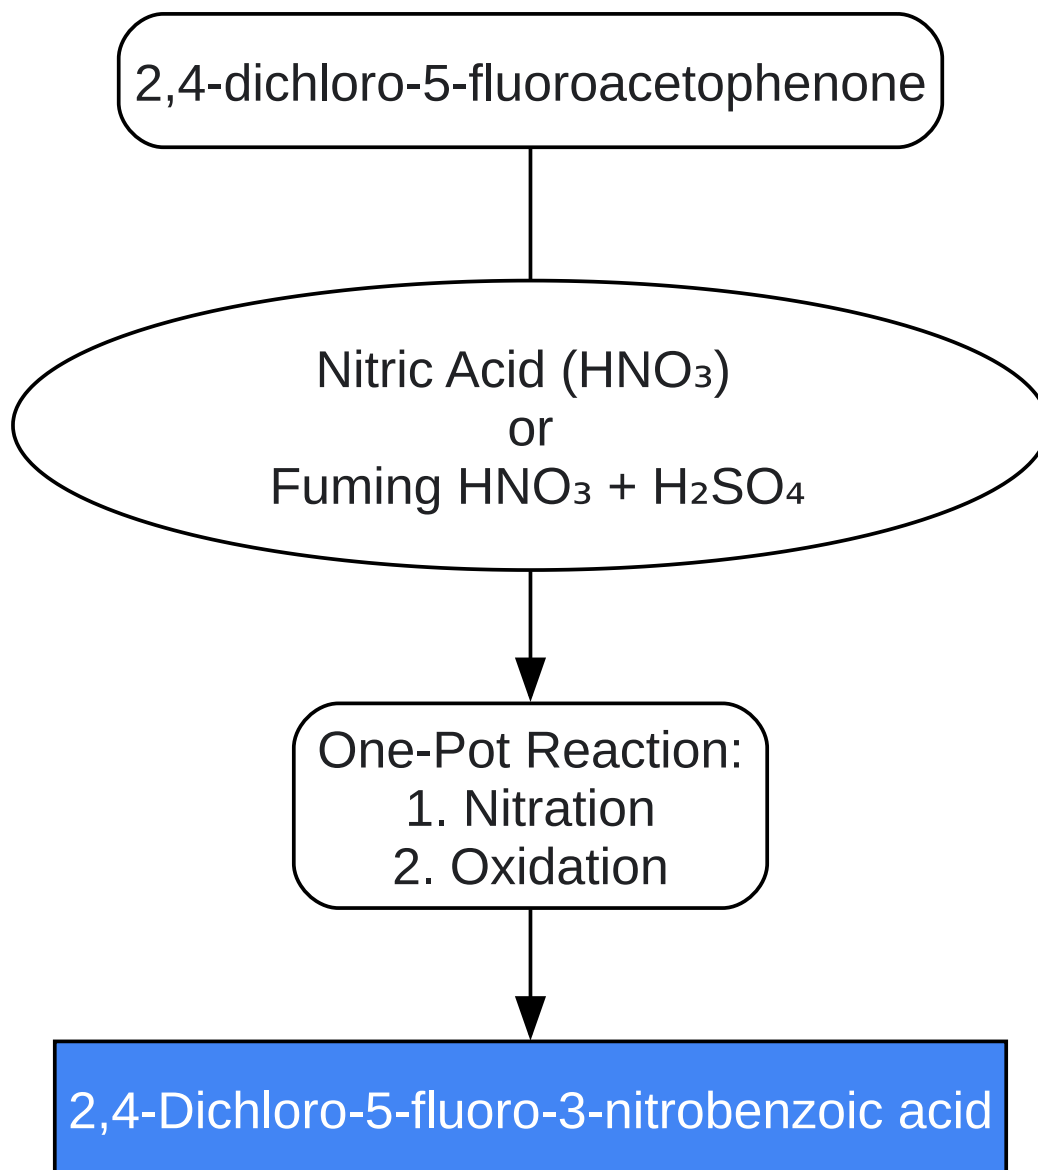 2,4-dichloro-5-fluoroacetophenone
Nitric Acid (HNO₃)
or
Fuming HNO₃ + H₂SO₄
One-Pot Reaction:
1. Nitration
2. Oxidation
2,4-Dichloro-5-fluoro-3-nitrobenzoic acid